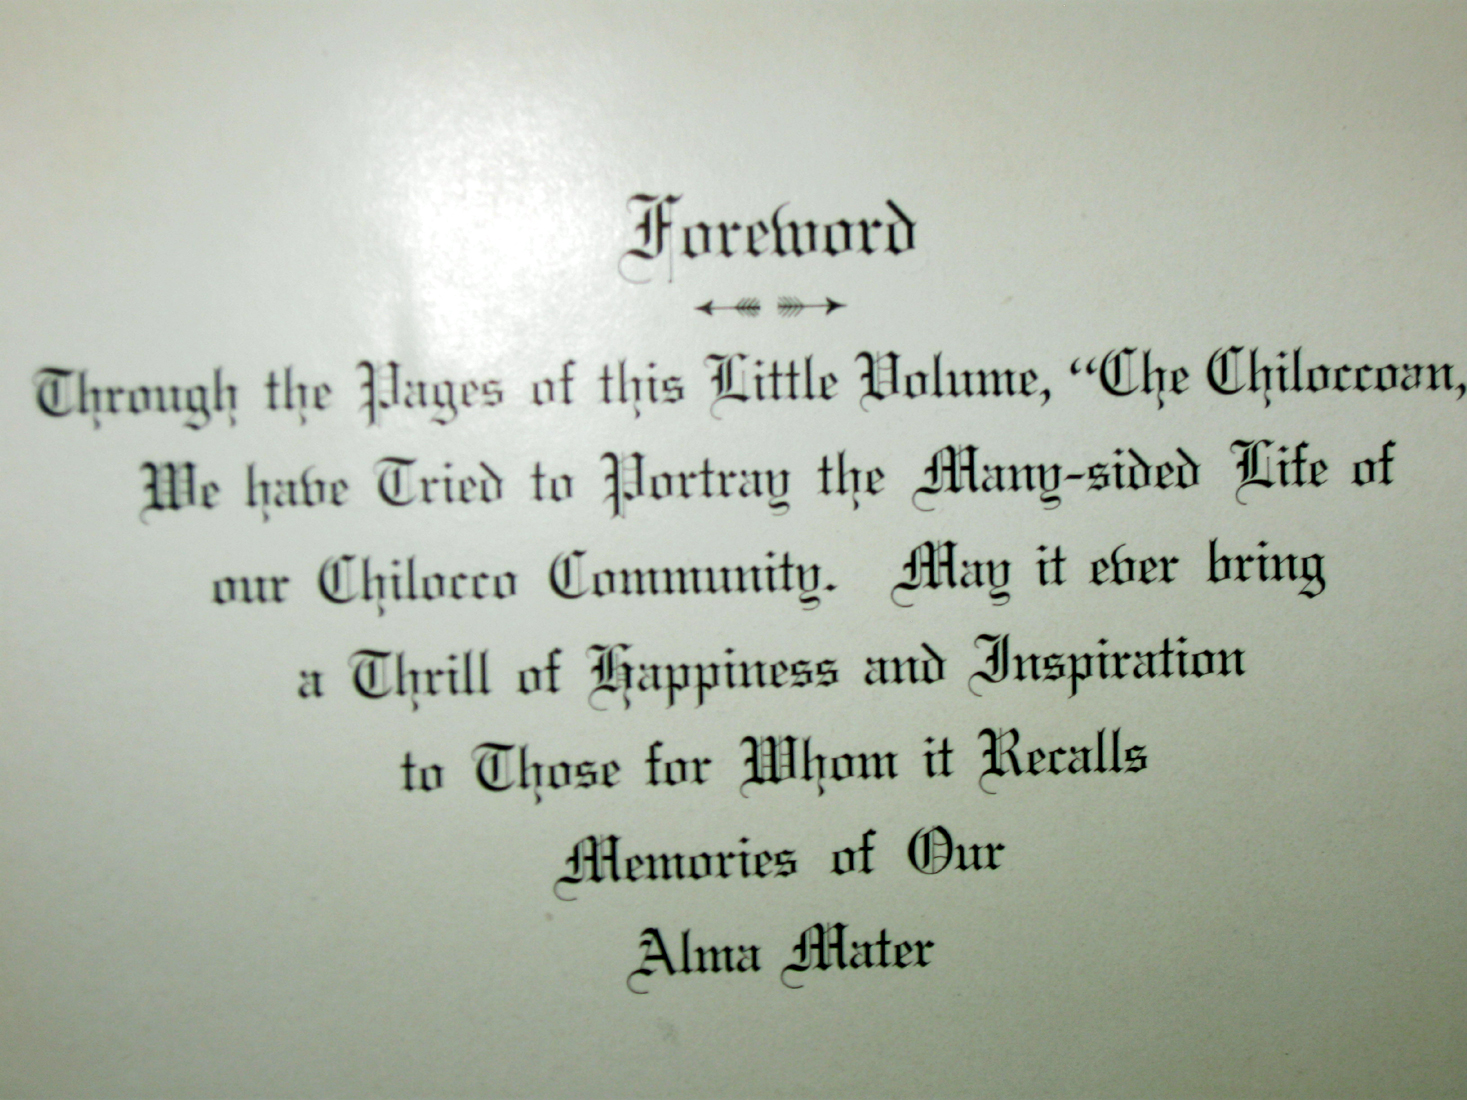 Foreword
Through the Pages of this Little Volume, “The Chiloccoan,
We have Tried to Portray the Many-sided Life of
our Chilocco Community. May it ever bring
a Thrill of Happiness and Inspiration
to Those for Whom it Recalls
Memories of Our
Alma Mater